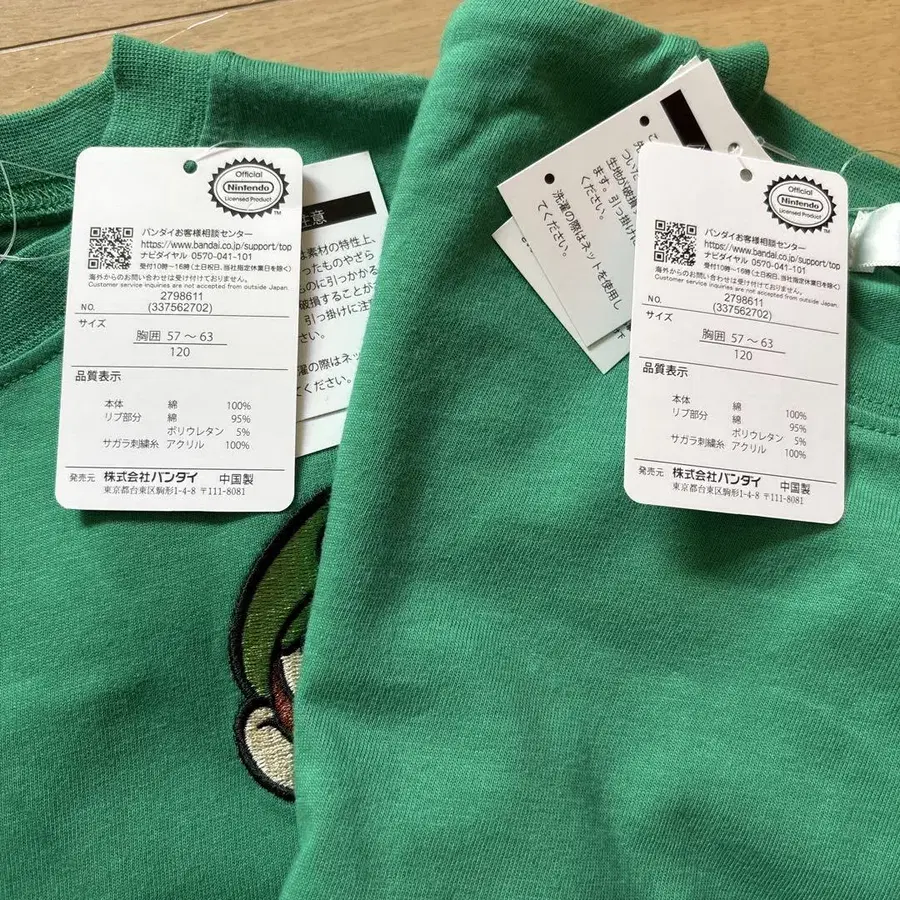 Official
Nintendo
Licensed Product
TM
バンダイお客様相談センター
https://www.bandai.co.jp/support/top
ナビダイヤル 0570-041-101
受付10時〜16時(土日祝日、当社指定休業日を除く)
海外からのお問い合わせは受け付けておりません。
Customer service inquiries are not accepted from outside Japan.
NO. 2798611
(337562702)
サイズ
胸囲 57 〜 63
120
品質表示
本体 綿 100%
リブ部分 綿 95%
ポリウレタン 5%
サガラ刺繍糸 アクリル 100%
発売元 株式会社バンダイ 中国製
東京都台東区駒形1-4-8 〒111-8081
注意
は素材の特性上、
ったものやざら
のに引っかかる
破損することが
引っ掛けに注
洗濯の際はネッ
てください。
つい
生地が破損す
ます。引っ掛けに
ください。
●洗濯の際はネットを使用し
てください。
Official
Nintendo
Licensed Product
TM
バンダイお客様相談センター
https://www.bandai.co.jp/support/top
ナビダイヤル 0570-041-101
受付10時〜16時(土日祝日、当社指定休業日を除く)
海外からのお問い合わせは受け付けておりません。
Customer service inquiries are not accepted from outside Japan.
NO. 2798611
(337562702)
サイズ
胸囲 57 〜 63
120
品質表示
本体 綿 100%
リブ部分 綿 95%
ポリウレタン 5%
サガラ刺繍糸 アクリル 100%
発売元 株式会社バンダイ 中国製
東京都台東区駒形1-4-8 〒111-8081